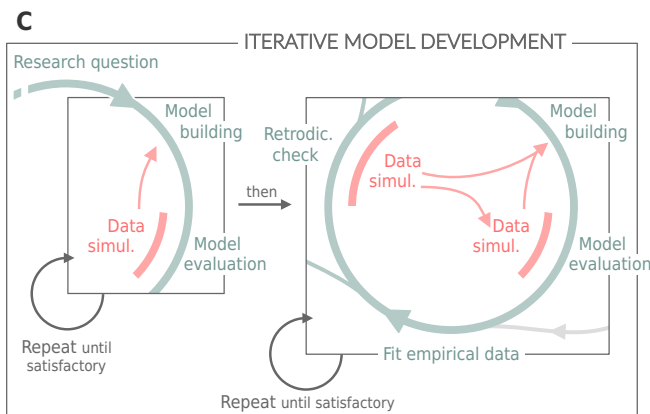 C
ITERATIVE MODEL DEVELOPMENT
Research question
Model
building
Data
simul.
Model
evaluation
Repeat until
satisfactory
then
Retrodic.
check
Data
simul.
Model
building
Data
simul.
Model
evaluation
Fit empirical data
Repeat until satisfactory